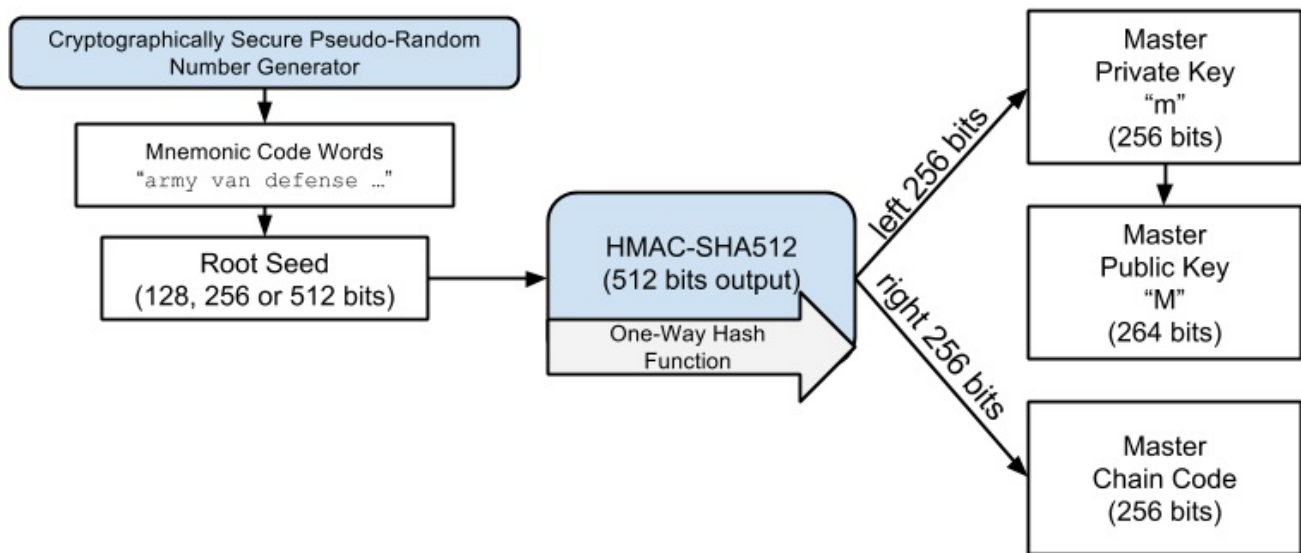 Cryptographically Secure Pseudo-Random
Number Generator
Mnemonic Code Words
“army van defense …”
Root Seed
(128, 256 or 512 bits)
HMAC-SHA512
(512 bits output)
One-Way Hash
Function
left 256 bits
right 256 bits
Master
Private Key
“m”
(256 bits)
Master
Public Key
“M”
(264 bits)
Master
Chain Code
(256 bits)